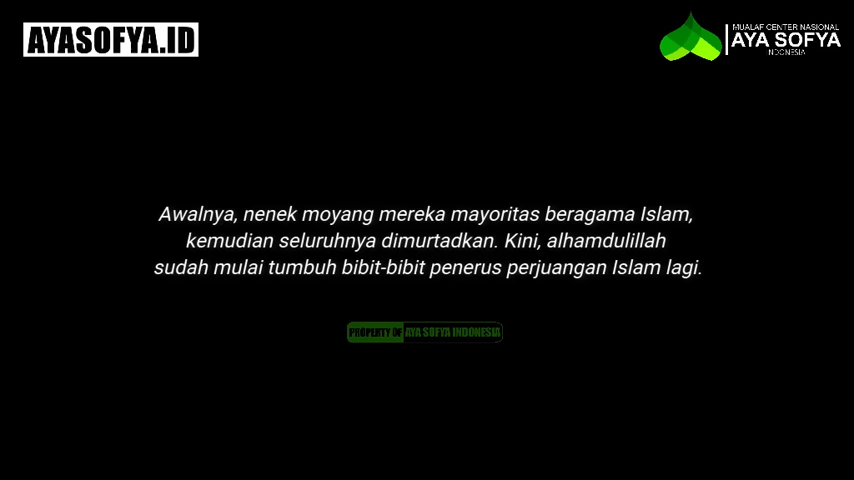 AYASOFYA.ID
MUALAF CENTER NASIONAL
AYA SOFYA
INDONESIA
Awalnya, nenek moyang mereka mayoritas beragama Islam,
kemudian seluruhnya dimurtadkan. Kini, alhamdulillah
sudah mulai tumbuh bibit-bibit penerus perjuangan Islam lagi.
PROPERTY OF AYA SOFYA INDONESIA